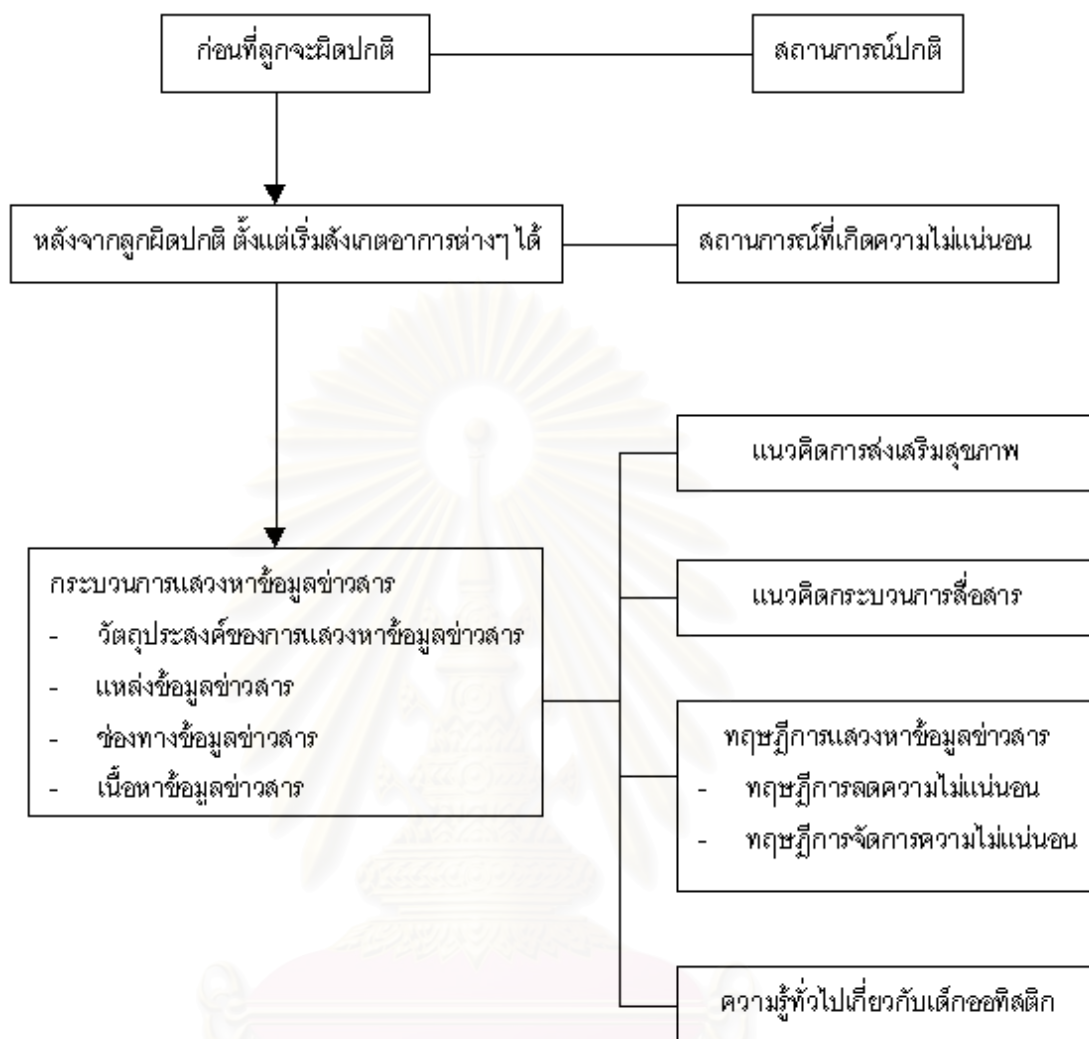 ก่อนที่ลูกจะผิดปกติ
สถานการณ์ปกติ
หลังจากลูกผิดปกติ ตั้งแต่เริ่มสังเกตอาการต่างๆ ได้
สถานการณ์ที่เกิดความไม่แน่นอน
แนวคิดการส่งเสริมสุขภาพ
กระบวนการแสวงหาข้อมูลข่าวสาร
- วัตถุประสงค์ของการแสวงหาข้อมูลข่าวสาร
- แหล่งข้อมูลข่าวสาร
- ช่องทางข้อมูลข่าวสาร
- เนื้อหาข้อมูลข่าวสาร
แนวคิดกระบวนการสื่อสาร
ทฤษฎีการแสวงหาข้อมูลข่าวสาร
- ทฤษฎีการลดความไม่แน่นอน
- ทฤษฎีการจัดการความไม่แน่นอน
ความรู้ทั่วไปเกี่ยวกับเด็กออทิสติก